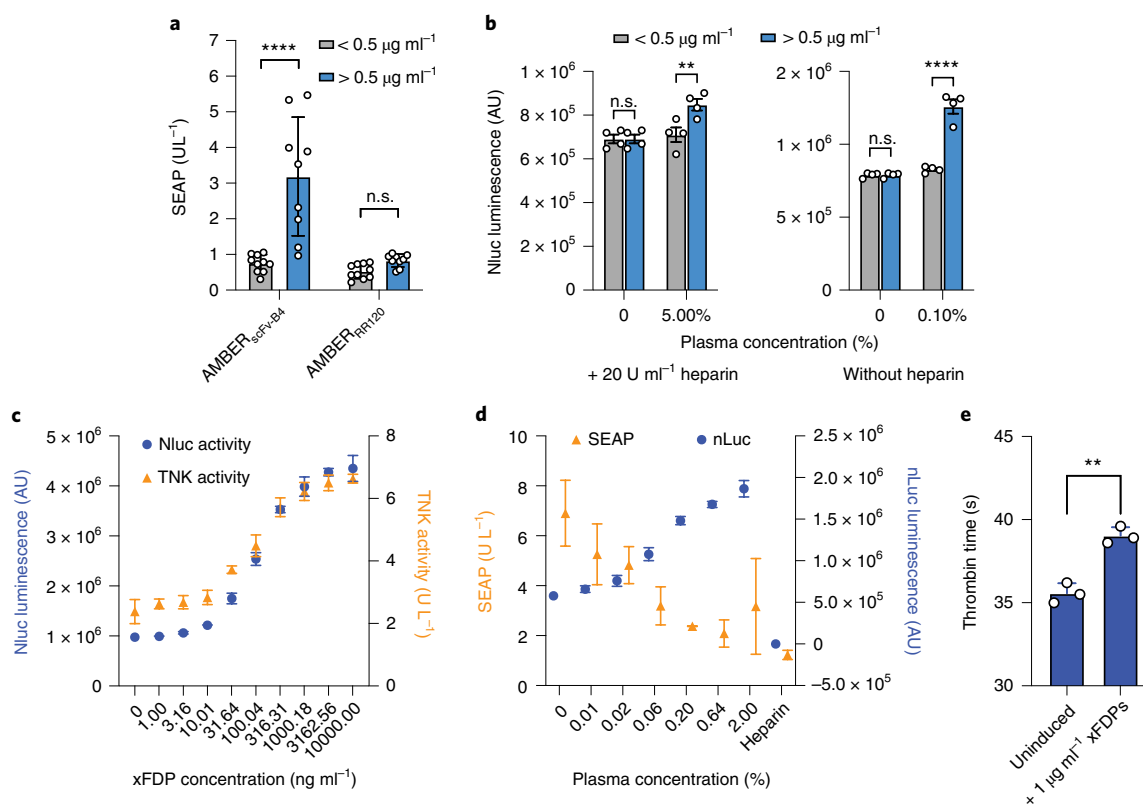 a
SEAP (UL⁻¹)
7
6
5
4
3
2
1
0
****
n.s.
< 0.5 µg ml⁻¹
> 0.5 µg ml⁻¹
AMBER_scFv-B4
AMBER_RR120
b
< 0.5 µg ml⁻¹
> 0.5 µg ml⁻¹
Nluc luminescence (AU)
1 × 10⁶
8 × 10⁵
6 × 10⁵
4 × 10⁵
2 × 10⁵
0
n.s.
**
0
5.00%
2 × 10⁶
1 × 10⁶
5 × 10⁵
0
n.s.
****
0
0.10%
Plasma concentration (%)
+ 20 U ml⁻¹ heparin
Without heparin
c
Nluc luminescence (AU)
5 × 10⁶
4 × 10⁶
3 × 10⁶
2 × 10⁶
1 × 10⁶
0
Nluc activity
TNK activity
8
6
4
2
0
TNK activity (U L⁻¹)
0
1.00
3.16
10.01
31.64
100.04
316.31
1000.18
3162.56
10000.00
xFDP concentration (ng ml⁻¹)
d
SEAP (U L⁻¹)
10
8
6
4
2
0
SEAP
nLuc
2.5 × 10⁶
2 × 10⁶
1.5 × 10⁶
1 × 10⁶
5 × 10⁵
0
−5.0 × 10⁵
nLuc luminescence (AU)
0
0.01
0.02
0.06
0.20
0.64
2.00
Heparin
Plasma concentration (%)
e
Thrombin time (s)
45
40
35
30
**
Uninduced
+ 1 µg ml⁻¹ xFDPs